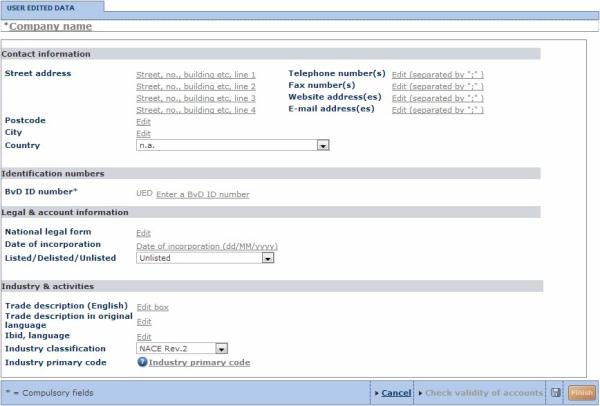 USER EDITED DATA
*Company name
Contact information
Street address Street, no., building etc, line 1 Telephone number(s) Edit (separated by ";" )
Street, no., building etc, line 2 Fax number(s) Edit (separated by ";" )
Street, no., building etc, line 3 Website address(es) Edit (separated by ";" )
Street, no., building etc, line 4 E-mail address(es) Edit (separated by ";" )
Postcode Edit
City Edit
Country n.a.
Identification numbers
BvD ID number* UED Enter a BvD ID number
Legal & account information
National legal form Edit
Date of incorporation Date of incorporation (dd/MM/yyyy)
Listed/Delisted/Unlisted Unlisted
Industry & activities
Trade description (English) Edit box
Trade description in original
language Edit
Ibid, language Edit
Industry classification NACE Rev.2
Industry primary code ? Industry primary code
* = Compulsory fields Cancel Check validity of accounts Finish